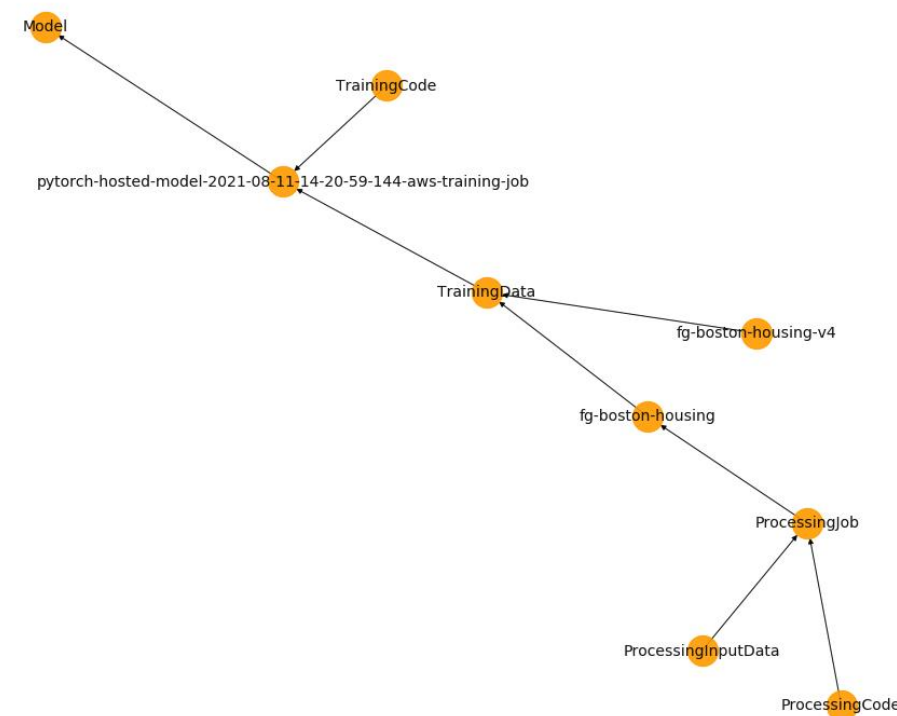 Model
TrainingCode
pytorch-hosted-model-2021-08-11-14-20-59-144-aws-training-job
TrainingData
fg-boston-housing-v4
fg-boston-housing
ProcessingJob
ProcessingInputData
ProcessingCode